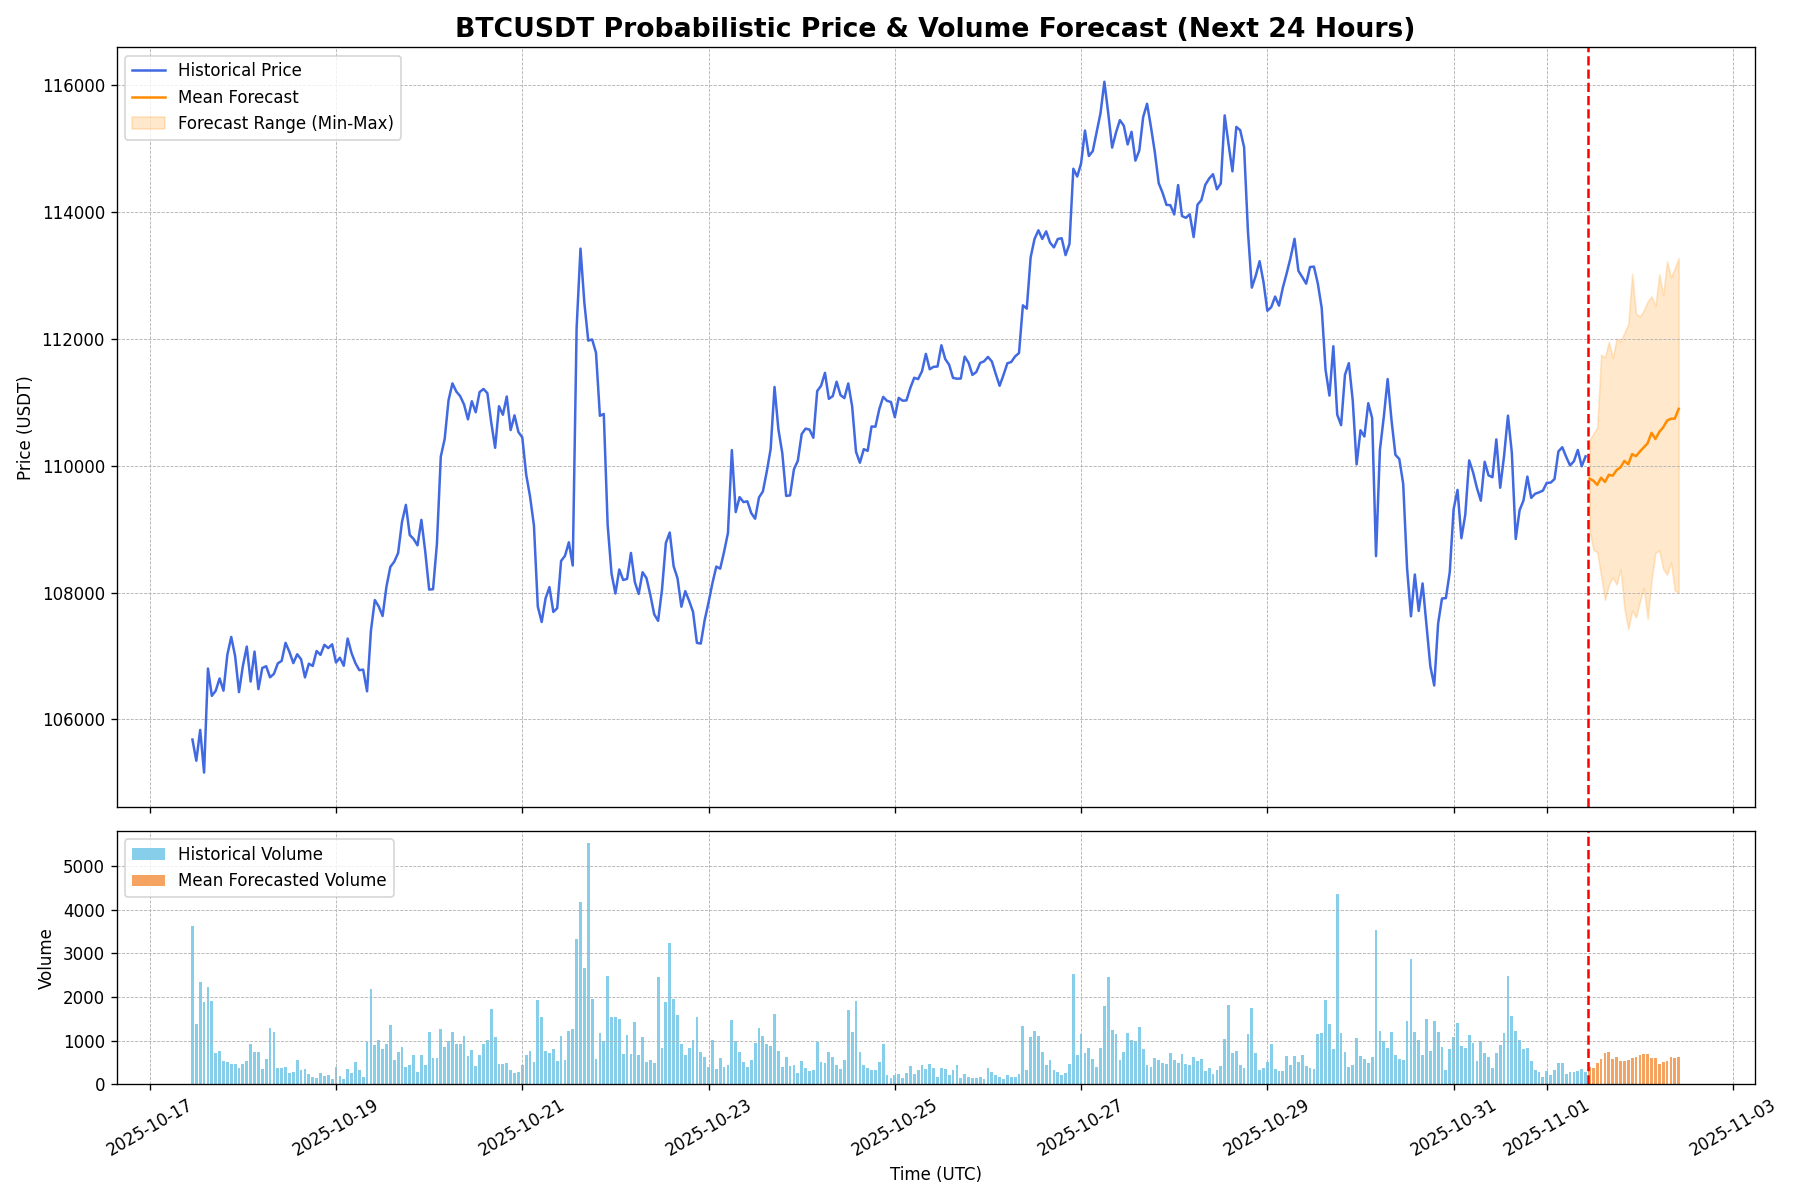 BTCUSDT Probabilistic Price & Volume Forecast (Next 24 Hours)
Historical Price
Mean Forecast
Forecast Range (Min-Max)
Price (USDT)
116000
114000
112000
110000
108000
106000
Historical Volume
Mean Forecasted Volume
Volume
5000
4000
3000
2000
1000
0
2025-10-17
2025-10-19
2025-10-21
2025-10-23
2025-10-25
2025-10-27
2025-10-29
2025-10-31
2025-11-01
2025-11-03
Time (UTC)